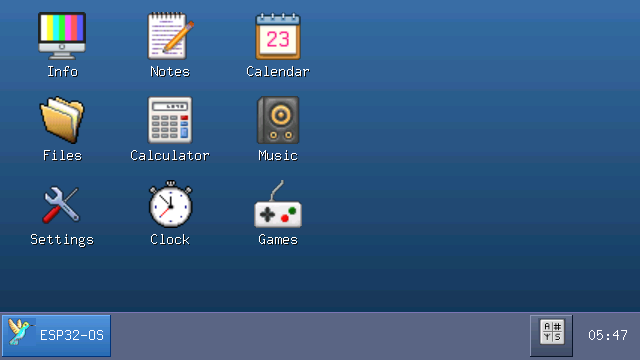 Info
Notes
23
Calendar
Files
Calculator
Music
Settings
Clock
Games
ESP32-OS
A #
T S
05:47